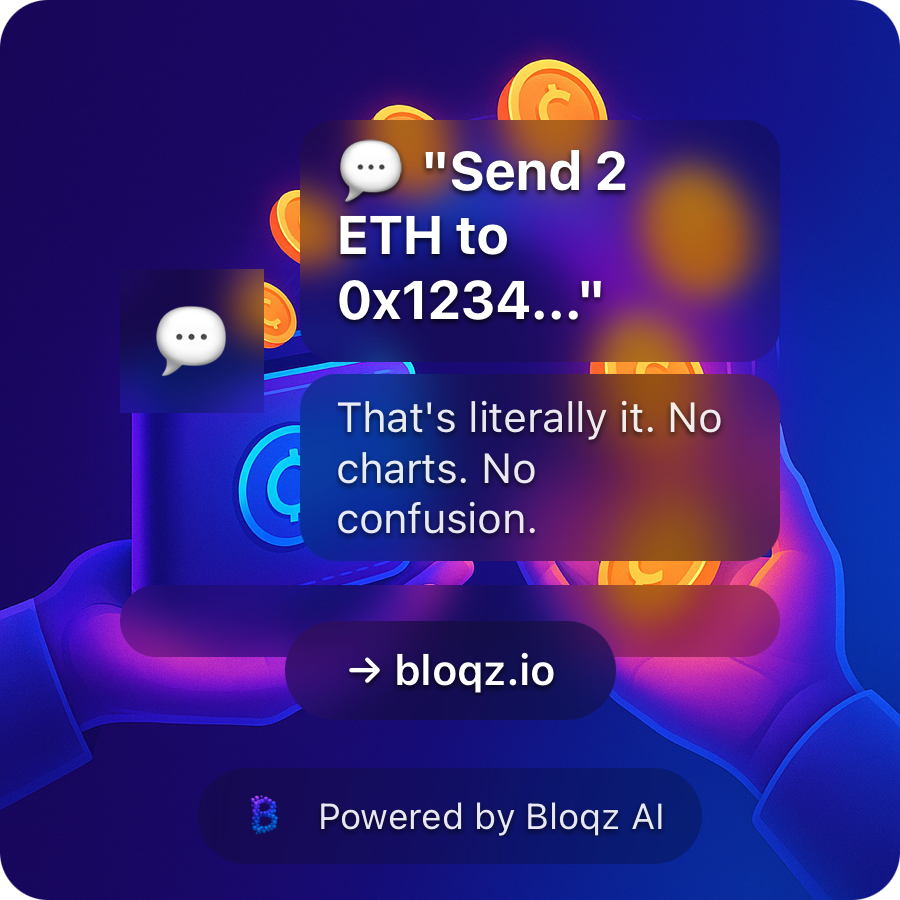 💬 "Send 2
ETH to
0x1234..."
That's literally it. No
charts. No
confusion.
→ bloqz.io
Powered by Bloqz AI